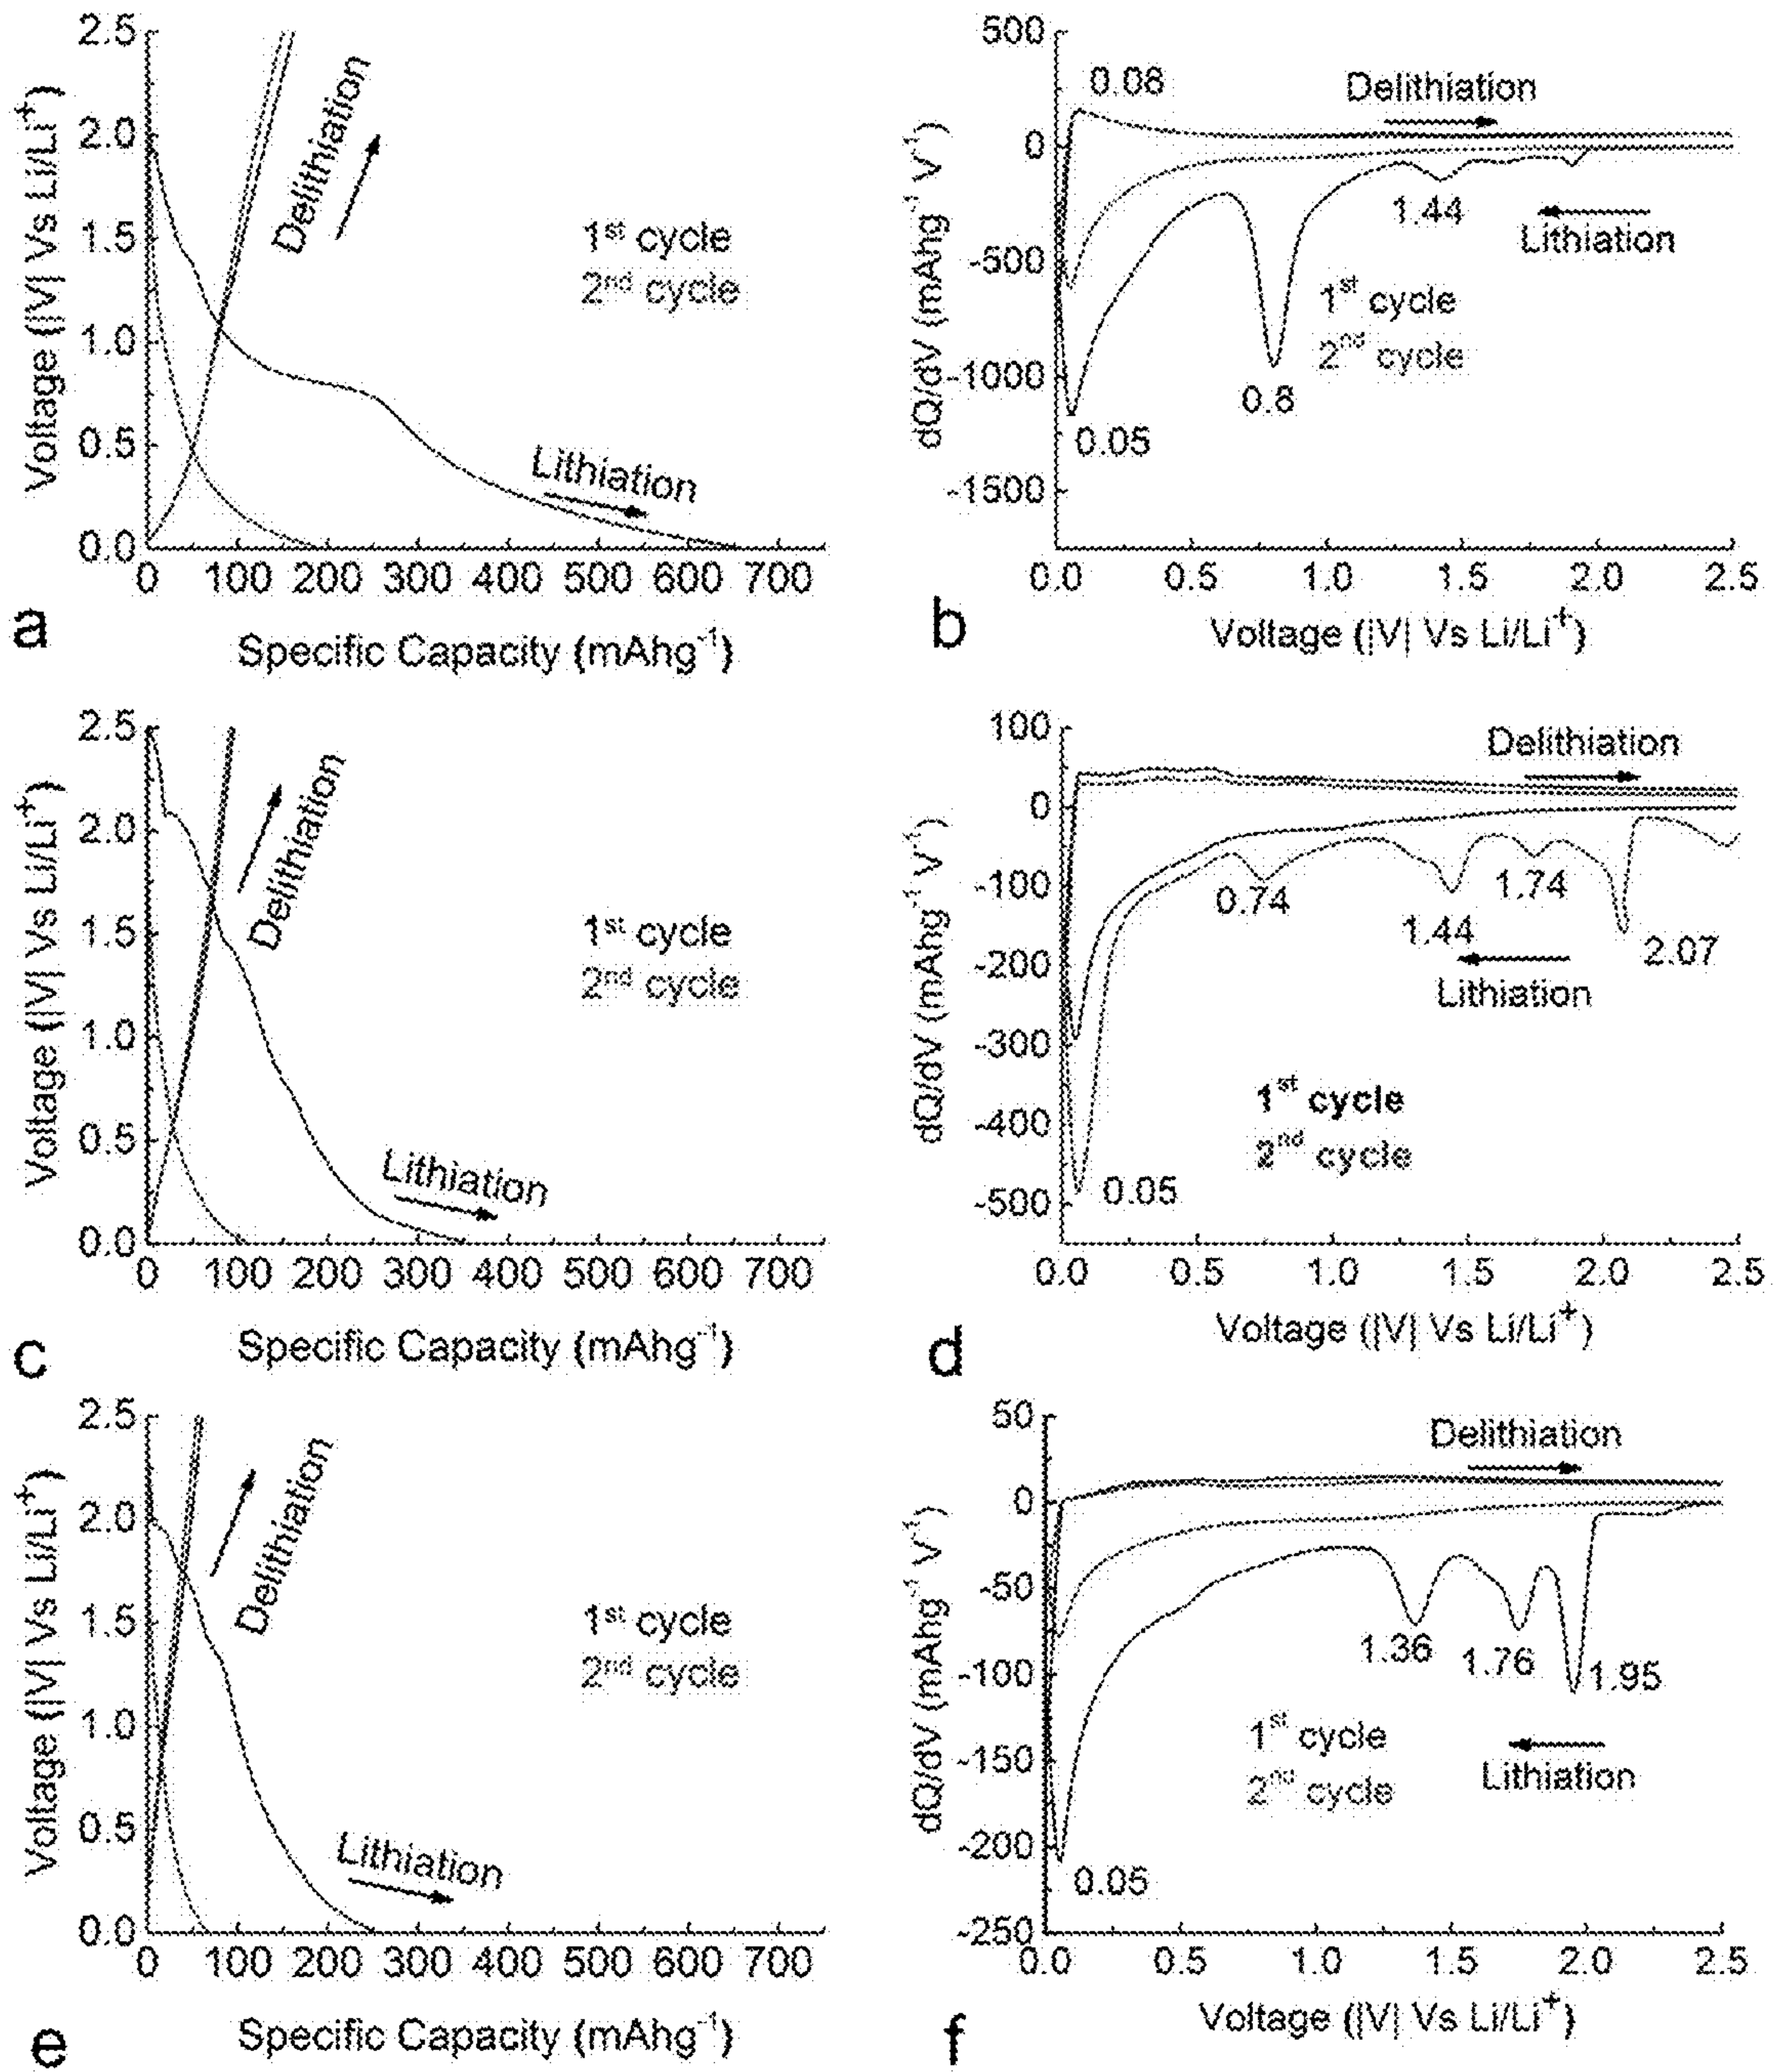 2.5
2.0
1.5
1.0
0.5
0.0
Voltage (|V| Vs Li/Li⁺)
Delithiation
1ˢᵗ cycle
2ⁿᵈ cycle
Lithiation
0 100 200 300 400 500 600 700
a
Specific Capacity (mAhg⁻¹)
500
0
-500
-1000
-1500
dQ/dV (mAhg⁻¹ V⁻¹)
0.08
Delithiation
1.44
Lithiation
1ˢᵗ cycle
2ⁿᵈ cycle
0.8
0.05
0.0 0.5 1.0 1.5 2.0 2.5
b
Voltage (|V| Vs Li/Li⁺)
2.5
2.0
1.5
1.0
0.5
0.0
Voltage (|V| Vs Li/Li⁺)
Delithiation
1ˢᵗ cycle
2ⁿᵈ cycle
Lithiation
0 100 200 300 400 500 600 700
c
Specific Capacity (mAhg⁻¹)
100
0
-100
-200
-300
-400
-500
dQ/dV (mAhg⁻¹ V⁻¹)
Delithiation
0.74
1.44
1.74
2.07
Lithiation
1ˢᵗ cycle
2ⁿᵈ cycle
0.05
0.0 0.5 1.0 1.5 2.0 2.5
d
Voltage (|V| Vs Li/Li⁺)
2.5
2.0
1.5
1.0
0.5
0.0
Voltage (|V| Vs Li/Li⁺)
Delithiation
1ˢᵗ cycle
2ⁿᵈ cycle
Lithiation
0 100 200 300 400 500 600 700
e
Specific Capacity (mAhg⁻¹)
50
0
-50
-100
-150
-200
-250
dQ/dV (mAhg⁻¹ V⁻¹)
Delithiation
1.36
1.76
1.95
1ˢᵗ cycle
2ⁿᵈ cycle
Lithiation
0.05
0.0 0.5 1.0 1.5 2.0 2.5
f
Voltage (|V| Vs Li/Li⁺)